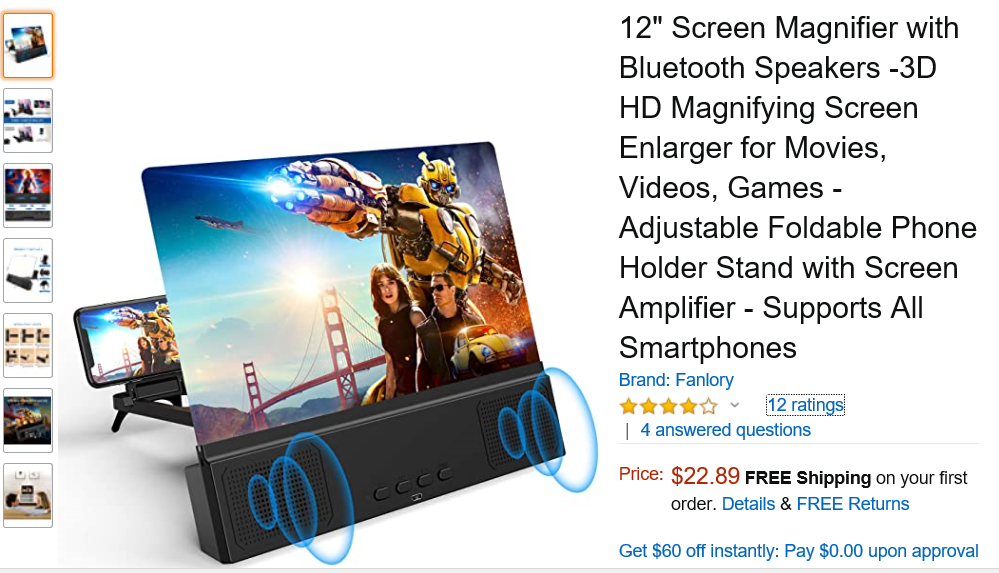 12" Screen Magnifier with
Bluetooth Speakers -3D
HD Magnifying Screen
Enlarger for Movies,
Videos, Games -
Adjustable Foldable Phone
Holder Stand with Screen
Amplifier - Supports All
Smartphones
Brand: Fanlory
12 ratings
| 4 answered questions
Price: $22.89 FREE Shipping on your first
order. Details & FREE Returns
Get $60 off instantly: Pay $0.00 upon approval